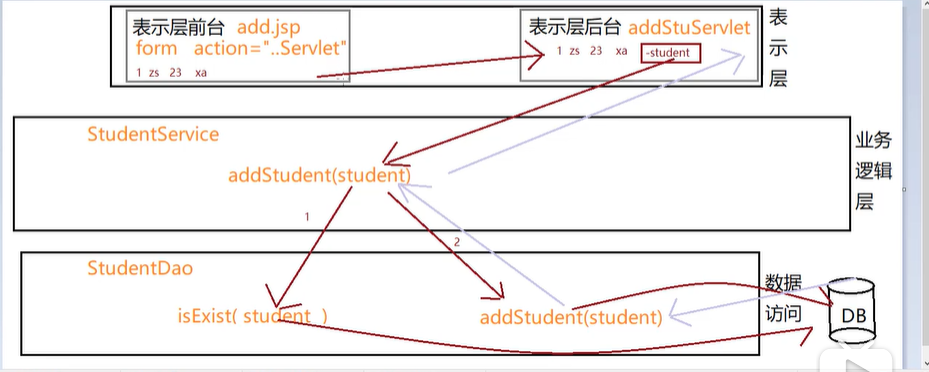 表示层前台 add.jsp
form action="..Servlet"
1 zs 23 xa
表示层后台 addStuServlet
1 zs 23 xa -student
表示层
StudentService
addStudent(student)
业务逻辑层
1
2
StudentDao
isExist( student )
addStudent(student)
数据访问
DB